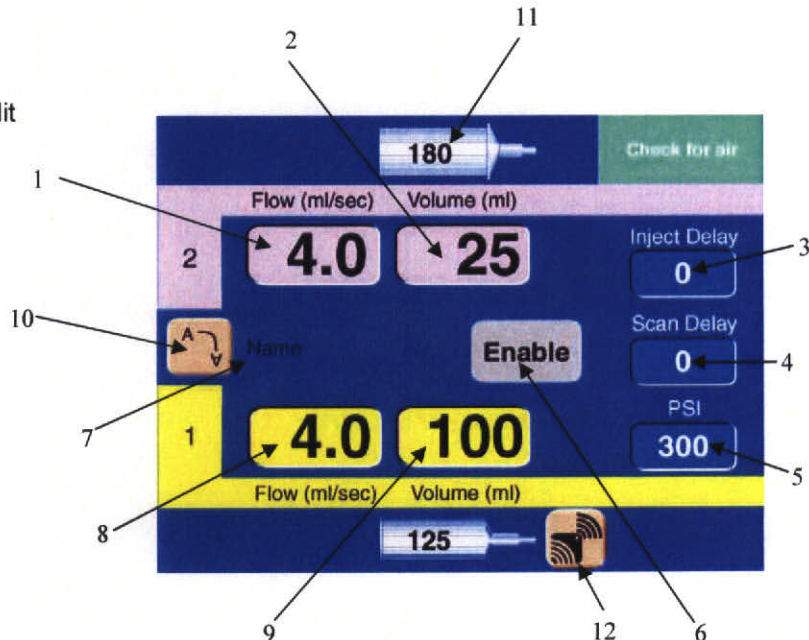 11
2
lit
180
Check for air
1
Flow (ml/sec) Volume (ml)
2
4.0 25
Inject Delay
0
3
10
A A
Name
Enable
Scan Delay
0
4
7
1
4.0 100
PSI
300
5
8
Flow (ml/sec) Volume (ml)
125
9
12
6